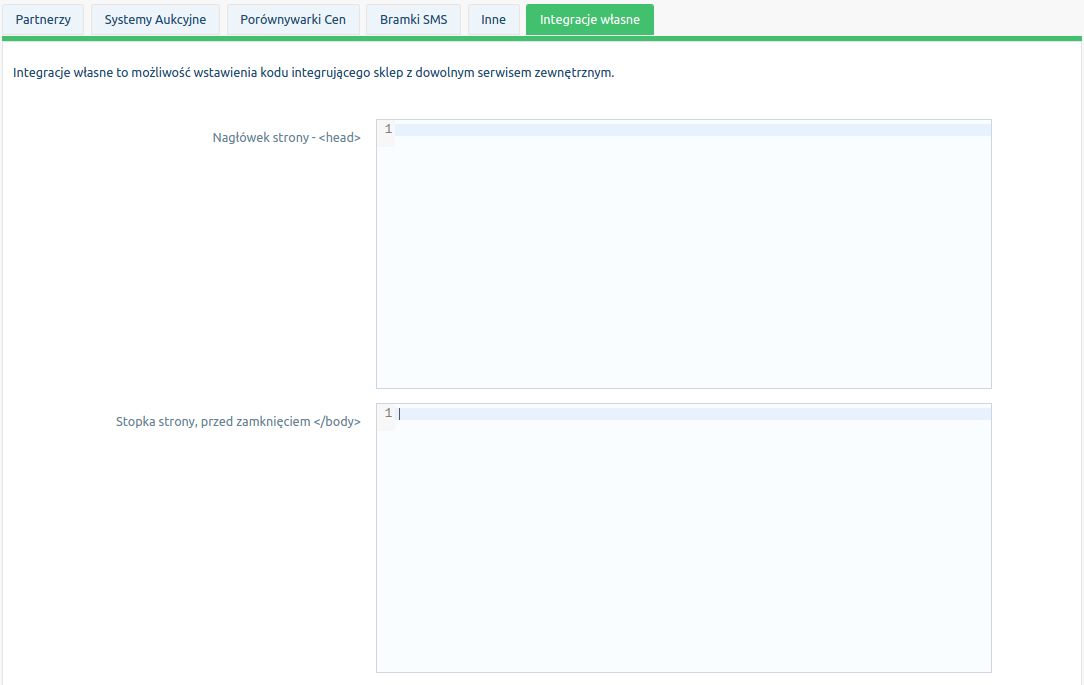 Partnerzy Systemy Aukcyjne Porównywarki Cen Bramki SMS Inne Integracje własne
Integracje własne to możliwość wstawienia kodu integrującego sklep z dowolnym serwisem zewnętrznym.
Nagłówek strony - <head> 1
Stopka strony, przed zamknięciem </body> 1